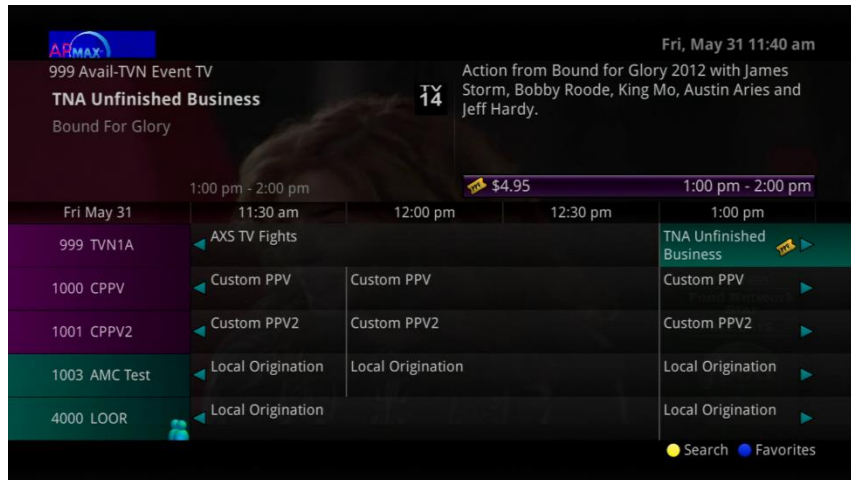 ARMAX
Fri, May 31 11:40 am
999 Avail-TVN Event TV
TNA Unfinished Business
Bound For Glory
1:00 pm - 2:00 pm
TV
14
Action from Bound for Glory 2012 with James
Storm, Bobby Roode, King Mo, Austin Aries and
Jeff Hardy.
$4.95 1:00 pm - 2:00 pm
Fri May 31 11:30 am 12:00 pm 12:30 pm 1:00 pm
999 TVN1A AXS TV Fights TNA Unfinished
Business
1000 CPPV Custom PPV Custom PPV Custom PPV
1001 CPPV2 Custom PPV2 Custom PPV2 Custom PPV2
1003 AMC Test Local Origination Local Origination Local Origination
4000 LOOR Local Origination Local Origination
Search Favorites